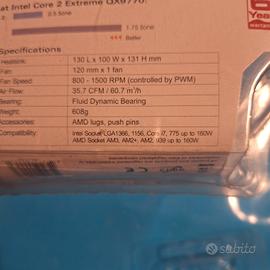 at Intel Core 2 Extreme QX9770:
2.5 Sone
1.75 Sone
Better
Specifications
Heatsink: 130 L x 100 W x 131 H mm
Fan: 120 mm x 1 fan
Fan Speed: 800 - 1500 RPM (controlled by PWM)
Air Flow: 35.7 CFM / 60.7 m³/h
Bearing: Fluid Dynamic Bearing
Weight: 608g
Accessories: AMD lugs, push pins
Compatibility: Intel Socket LGA1366, 1156, Core i7, 775 up to 160W
AMD Socket AM3, AM2+, AM2, 939 up to 160W
subito